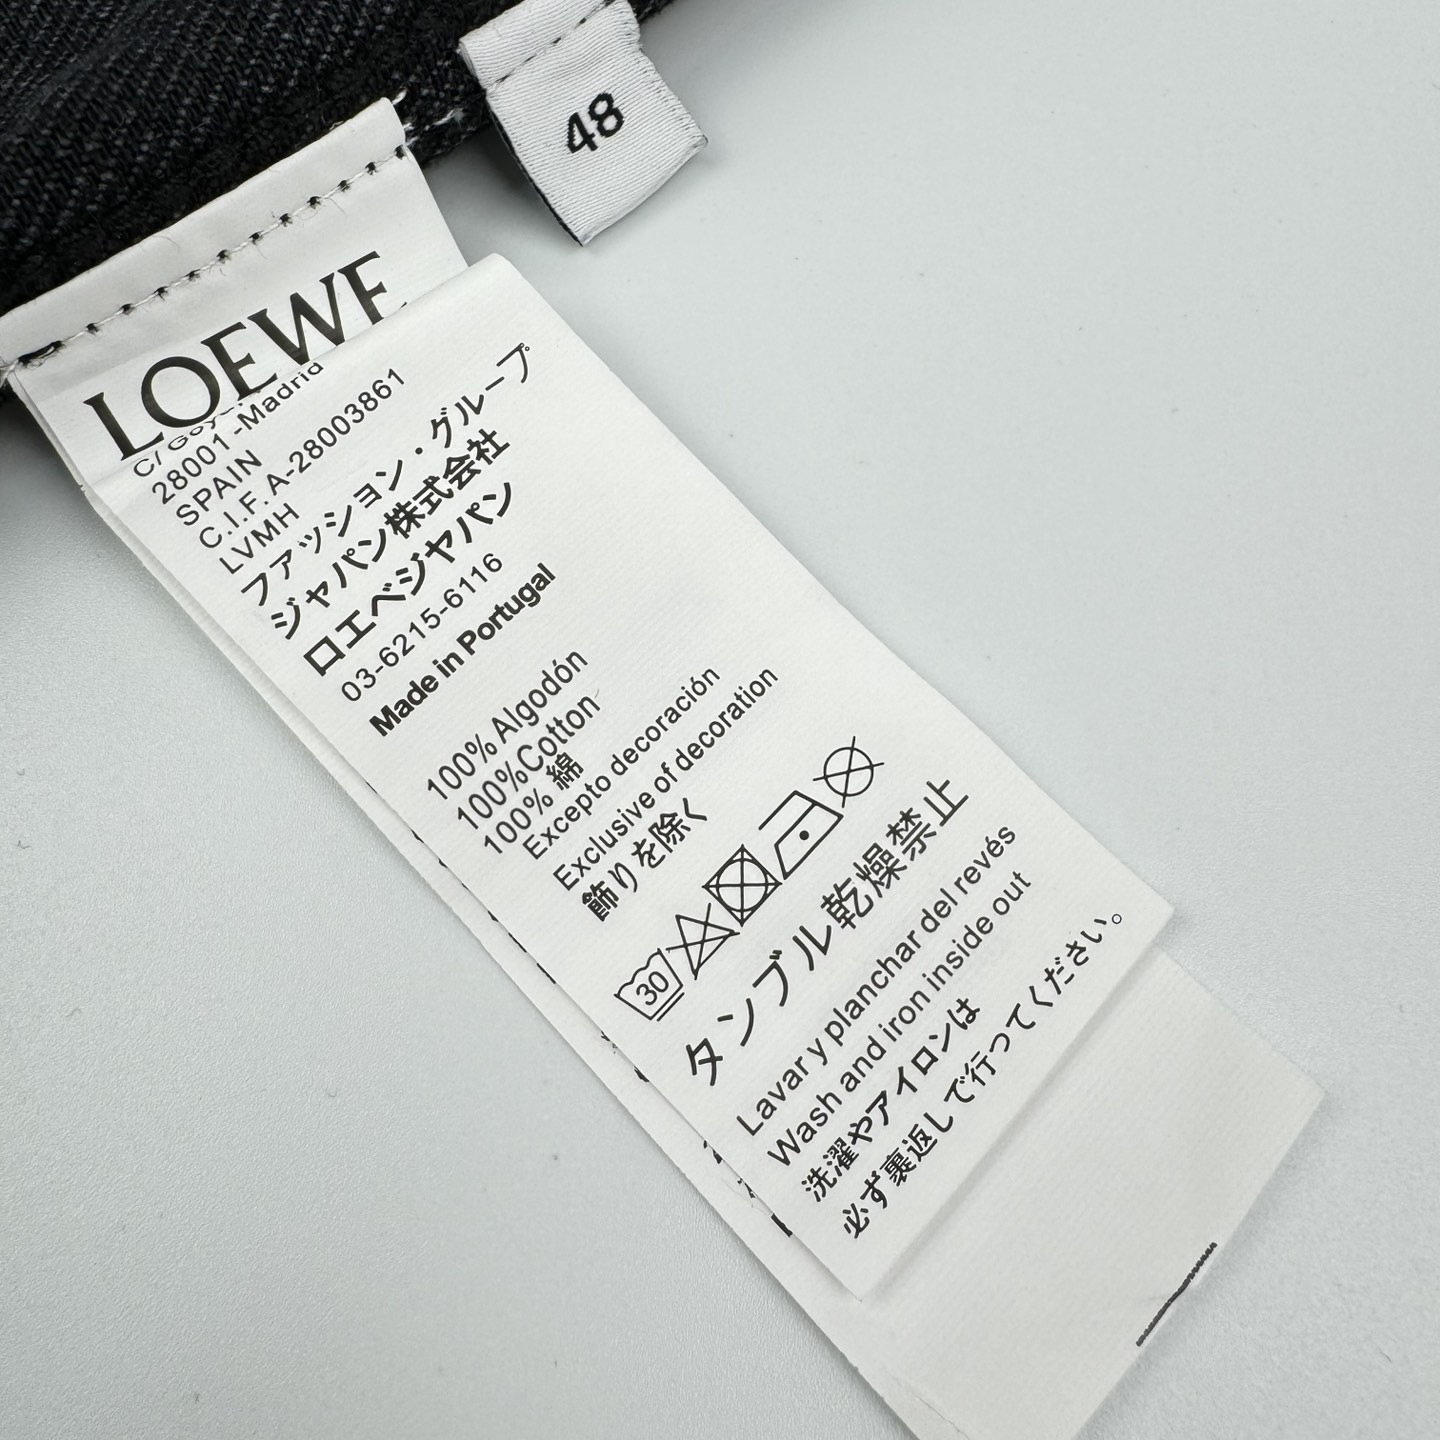 48
LOEWE
C/
28001 -Madrid
SPAIN
C.I.F. A-28003861
LVMH
ファッション・グループ
ジャパン株式会社
ロエベジャパン
03-6215-6116
Made in Portugal
100% Algodón
100%Cotton
100% 綿
Excepto decoración
Exclusive of decoration
飾りを除く
30
タンブル乾燥禁止
Lavar y planchar del revés
Wash and iron inside out
洗濯やアイロンは
必ず裏返しで行ってください。